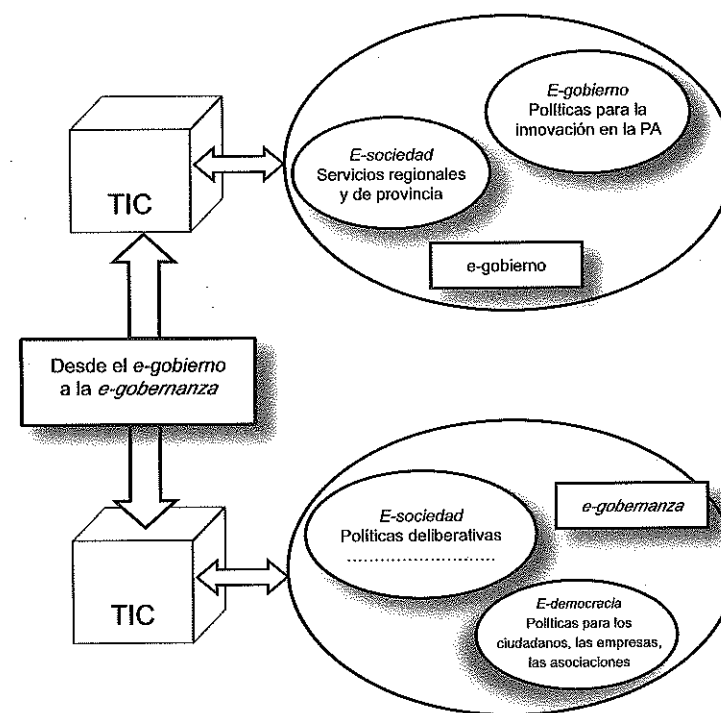 E-gobierno
Políticas para la
innovación en la PA
E-sociedad
Servicios regionales
y de provincia
TIC
e-gobierno
Desde el e-gobierno
a la e-gobernanza
E-sociedad
Políticas deliberativas
........................
e-gobernanza
TIC
E-democracia
Políticas para los
ciudadanos, las empresas,
las asociaciones